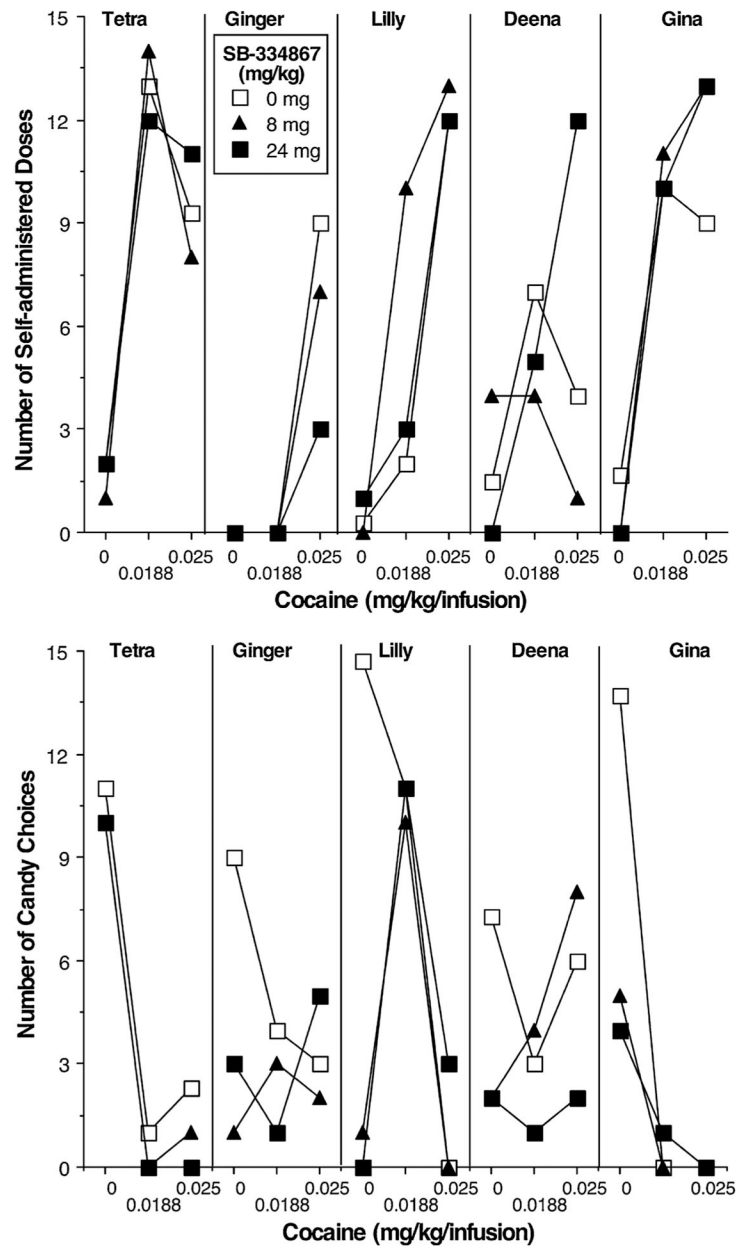 Tetra Ginger Lilly Deena Gina
SB-334867
(mg/kg)
0 mg
8 mg
24 mg
Number of Self-administered Doses
15
12
9
6
3
0
0 0.025 0 0.025 0 0.025 0 0.025 0 0.025
0.0188 0.0188 0.0188 0.0188 0.0188
Cocaine (mg/kg/infusion)
Tetra Ginger Lilly Deena Gina
Number of Candy Choices
15
12
9
6
3
0
0 0.025 0 0.025 0 0.025 0 0.025 0 0.025
0.0188 0.0188 0.0188 0.0188 0.0188
Cocaine (mg/kg/infusion)